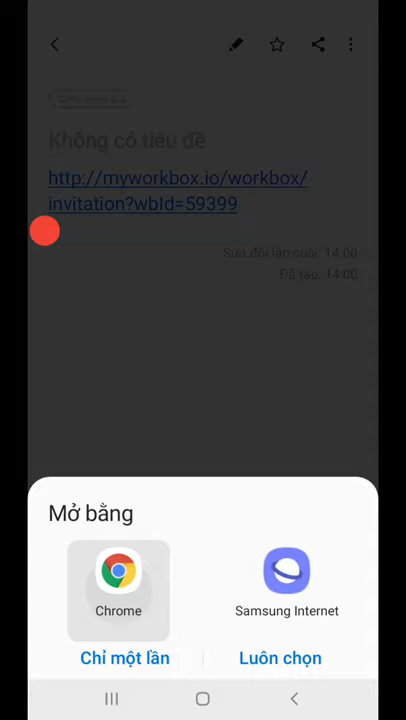 Không có tiêu đề
http://myworkbox.io/workbox/
invitation?wbId=59399
Sửa đổi lần cuối: 14:00
Đã tạo: 14:00
Mở bằng
Chrome
Samsung Internet
Chỉ một lần
Luôn chọn